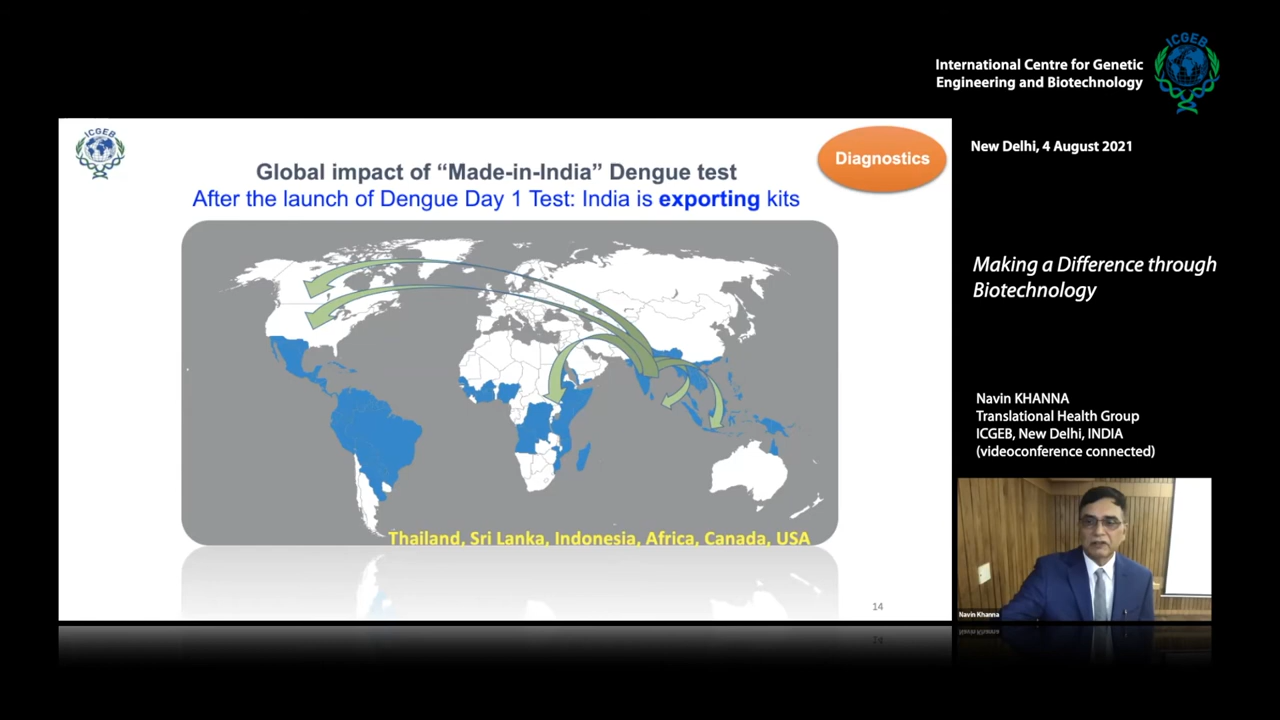 International Centre for Genetic
Engineering and Biotechnology
ICGEB
New Delhi, 4 August 2021
ICGEB
Diagnostics
Global impact of “Made-in-India” Dengue test
After the launch of Dengue Day 1 Test: India is exporting kits
Thailand, Sri Lanka, Indonesia, Africa, Canada, USA
14
Making a Difference through
Biotechnology
Navin KHANNA
Translational Health Group
ICGEB, New Delhi, INDIA
(videoconference connected)
Navin Khanna